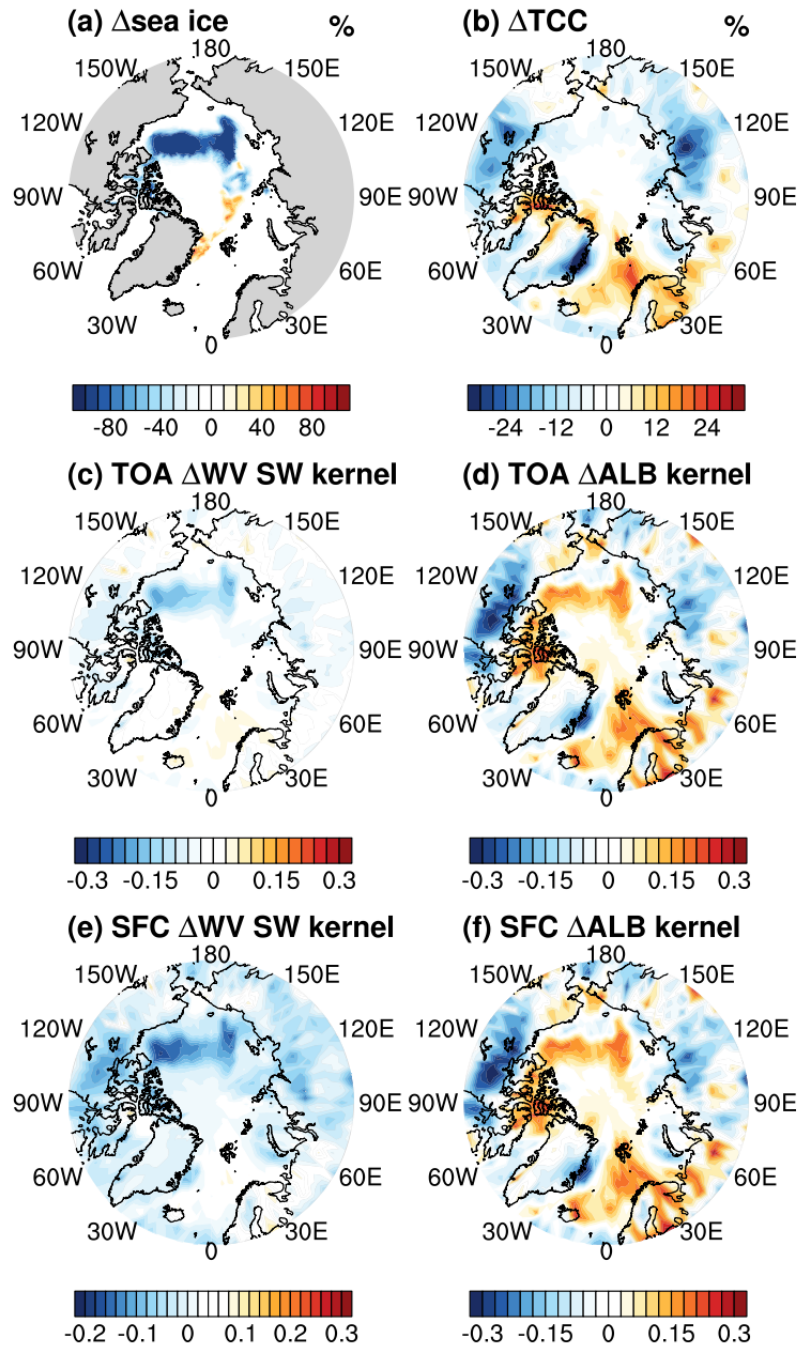 (a) Δsea ice %
180
150W 150E
120W 120E
90W 90E
60W 60E
30W 30E
0
-80 -40 0 40 80
(b) ΔTCC %
180
150W 150E
120W 120E
90W 90E
60W 60E
30W 30E
0
-24 -12 0 12 24
(c) TOA ΔWV SW kernel
180
150W 150E
120W 120E
90W 90E
60W 60E
30W 30E
0
-0.3 -0.15 0 0.15 0.3
(d) TOA ΔALB kernel
180
150W 150E
120W 120E
90W 90E
60W 60E
30W 30E
0
-0.3 -0.15 0 0.15 0.3
(e) SFC ΔWV SW kernel
180
150W 150E
120W 120E
90W 90E
60W 60E
30W 30E
0
-0.2 -0.1 0 0.1 0.2 0.3
(f) SFC ΔALB kernel
180
150W 150E
120W 120E
90W 90E
60W 60E
30W 30E
0
-0.3 -0.15 0 0.15 0.3